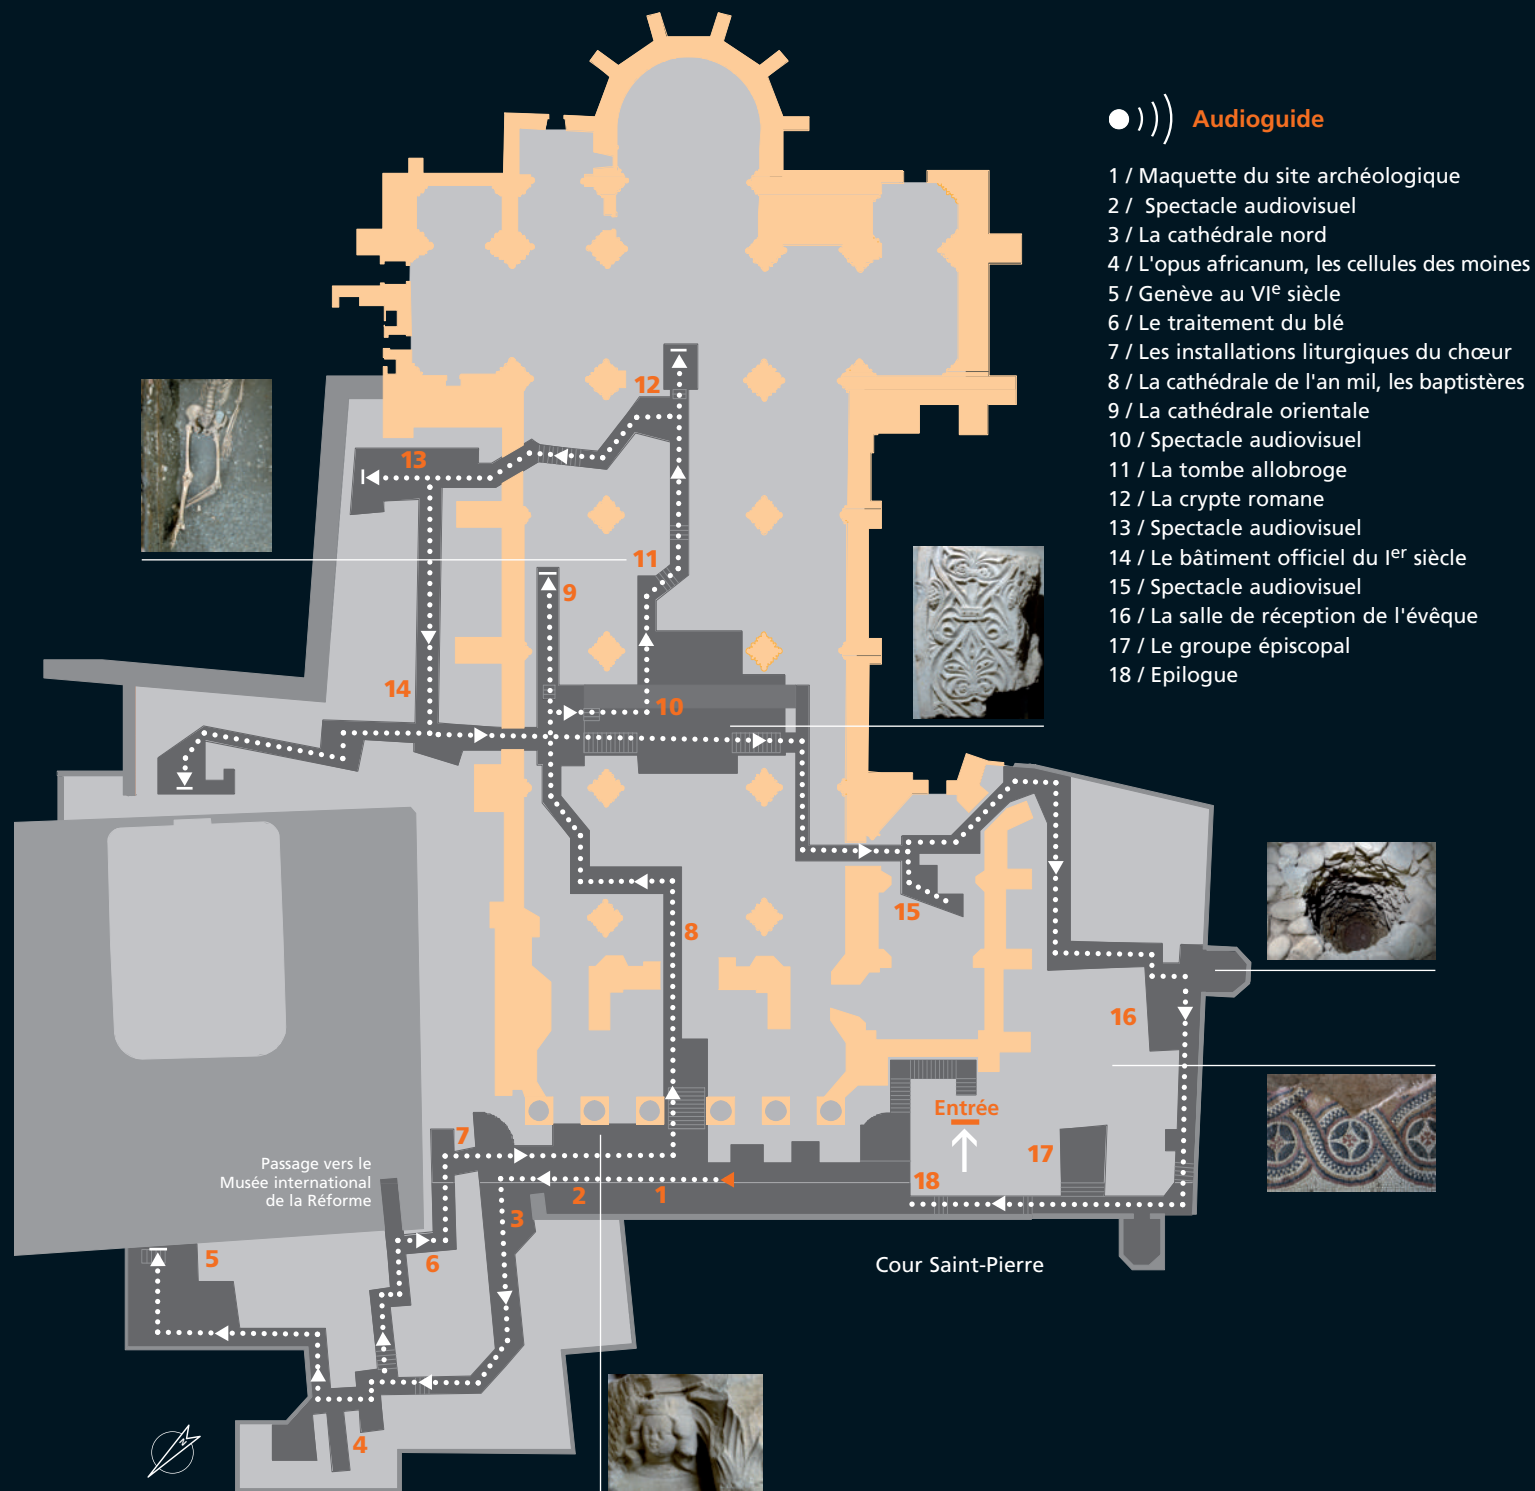 Audioguide
1 / Maquette du site archéologique
2 / Spectacle audiovisuel
3 / La cathédrale nord
4 / L'opus africanum, les cellules des moines
5 / Genève au VIe siècle
6 / Le traitement du blé
7 / Les installations liturgiques du chœur
8 / La cathédrale de l'an mil, les baptistères
9 / La cathédrale orientale
10 / Spectacle audiovisuel
11 / La tombe allobroge
12 / La crypte romane
13 / Spectacle audiovisuel
14 / Le bâtiment officiel du Ier siècle
15 / Spectacle audiovisuel
16 / La salle de réception de l'évêque
17 / Le groupe épiscopal
18 / Epilogue
12
13
11
9
14
10
15
8
16
Entrée
7
17
Passage vers le
Musée international
de la Réforme
18
2
1
3
5
6
Cour Saint-Pierre
4
N